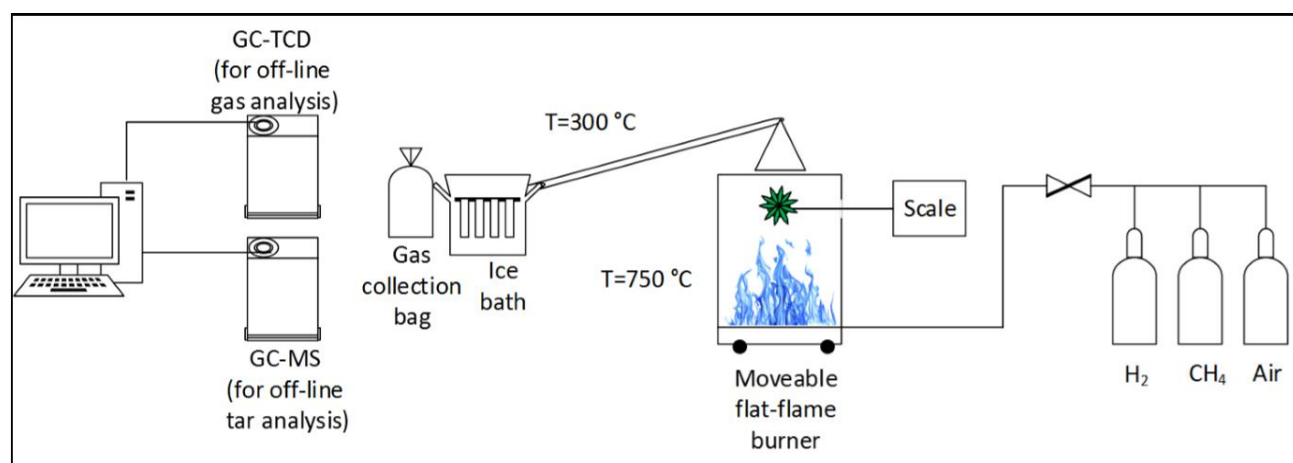 GC-TCD
(for off-line
gas analysis)
T=300 °C
Scale
Gas
collection
bag
Ice
bath
T=750 °C
GC-MS
(for off-line
tar analysis)
Moveable
flat-flame
burner
H₂
CH₄
Air